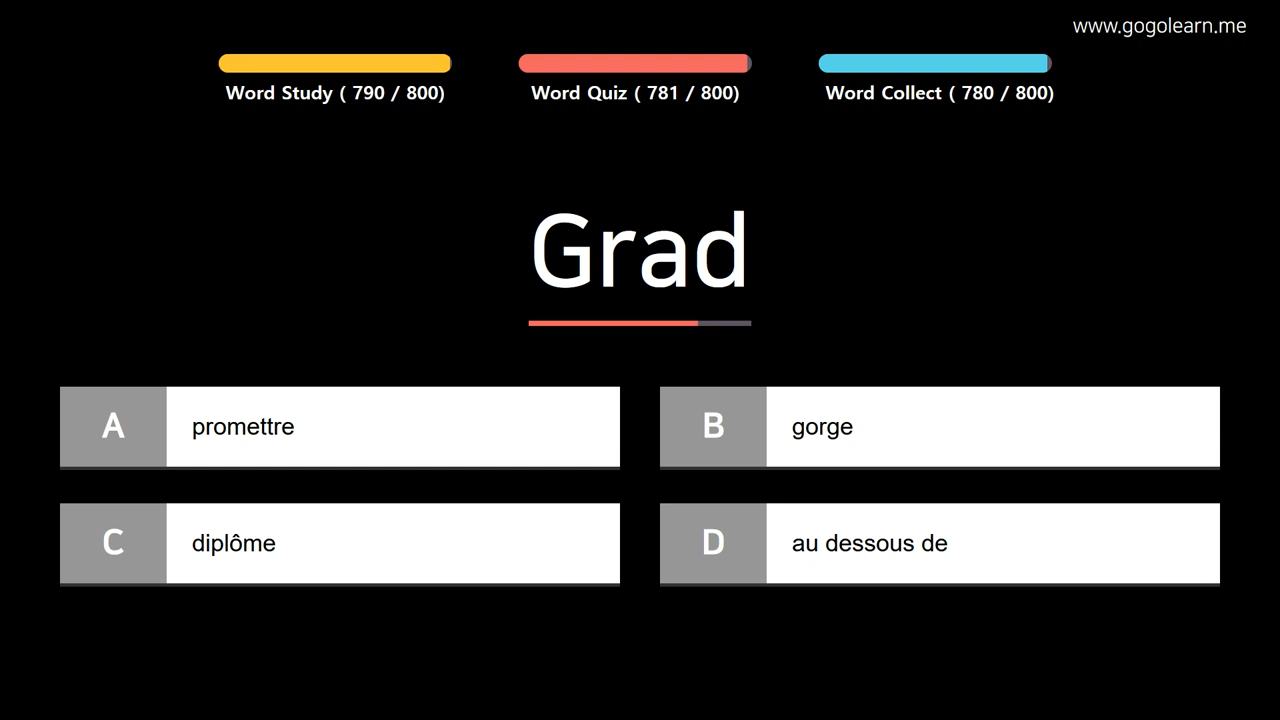 www.gogolearn.me
Word Study ( 790 / 800)
Word Quiz ( 781 / 800)
Word Collect ( 780 / 800)
Grad
A promettre
B gorge
C diplôme
D au dessous de